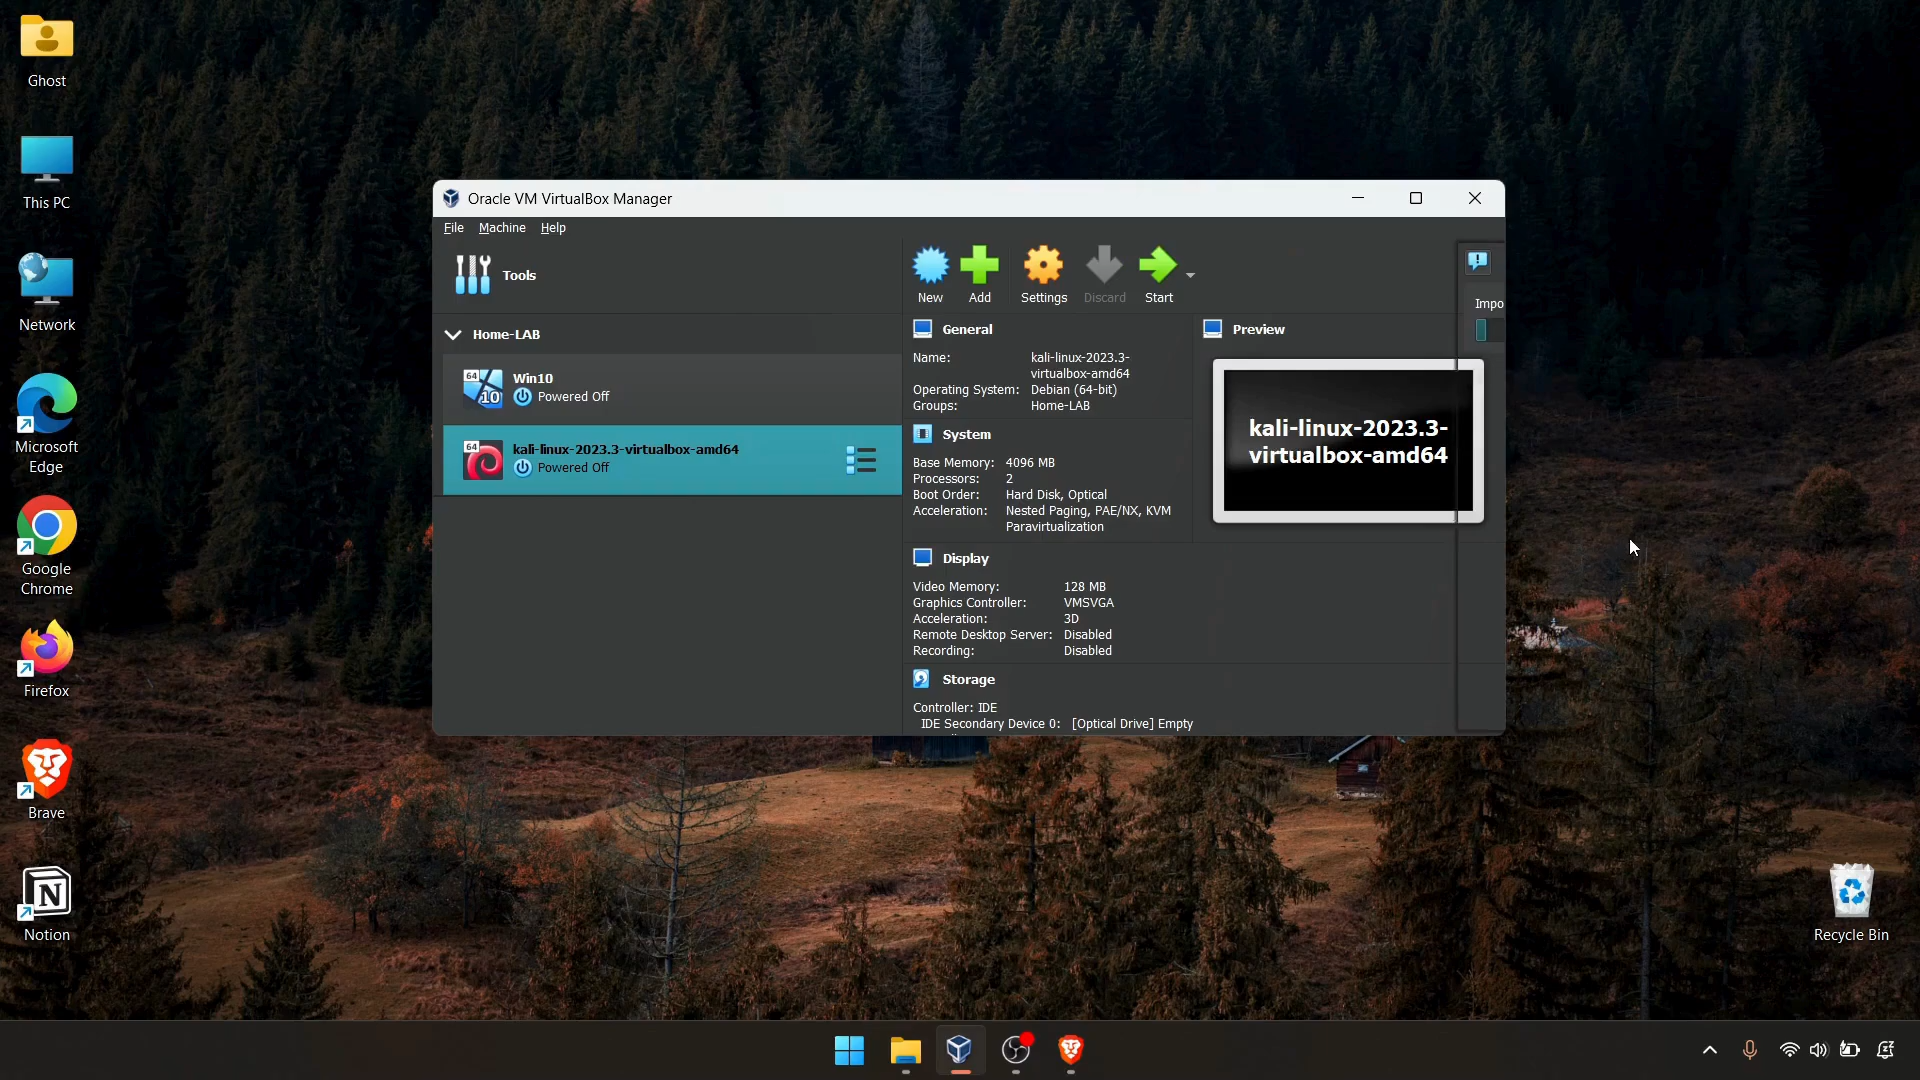 Ghost
This PC
Network
Microsoft
Edge
Google
Chrome
Firefox
Brave
Notion
Recycle Bin
Oracle VM VirtualBox Manager
File Machine Help
Tools
New Add Settings Discard Start
Home-LAB
64
10
Win10
Powered Off
64
kali-linux-2023.3-virtualbox-amd64
Powered Off
General
Name: kali-linux-2023.3-
virtualbox-amd64
Operating System: Debian (64-bit)
Groups: Home-LAB
System
Base Memory: 4096 MB
Processors: 2
Boot Order: Hard Disk, Optical
Acceleration: Nested Paging, PAE/NX, KVM
Paravirtualization
Display
Video Memory: 128 MB
Graphics Controller: VMSVGA
Acceleration: 3D
Remote Desktop Server: Disabled
Recording: Disabled
Storage
Controller: IDE
IDE Secondary Device 0: [Optical Drive] Empty
Preview
kali-linux-2023.3-
virtualbox-amd64
Impo